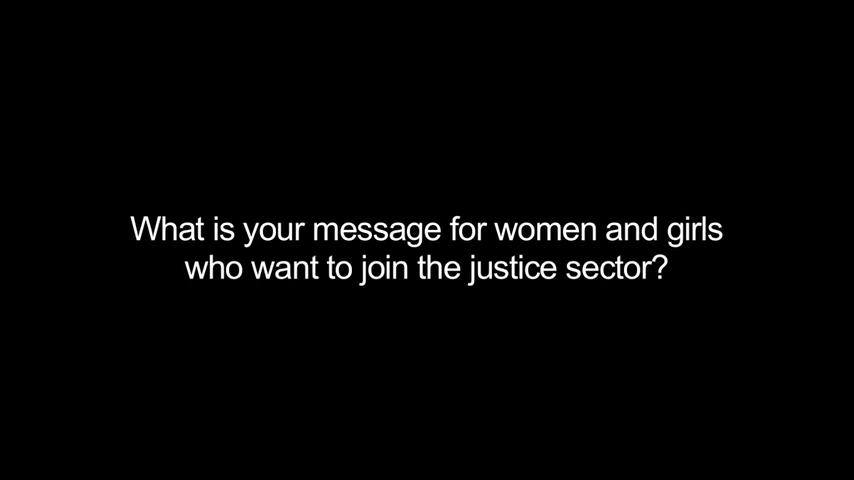 What is your message for women and girls
who want to join the justice sector?